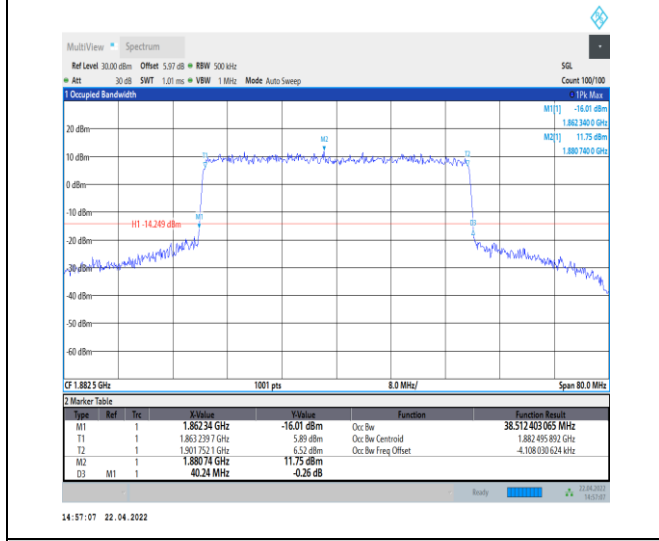 MultiView Spectrum
Ref Level 30.00 dBm Offset 5.97 dB RBW 500 kHz SGL
Att 30 dB SWT 1.01 ms VBW 1 MHz Mode Auto Sweep Count 100/100
1 Occupied Bandwidth 1Pk Max
M1[1] -16.01 dBm
1.862 340 0 GHz
M2[1] 11.75 dBm
1.880 740 0 GHz
20 dBm
M2
T1 T2
10 dBm
0 dBm
-10 dBm
M1
H1 -14.249 dBm D3
-20 dBm
-30 dBm
-40 dBm
-50 dBm
-60 dBm
CF 1.882 5 GHz 1001 pts 8.0 MHz/ Span 80.0 MHz
2 Marker Table
Type Ref Trc X-Value Y-Value Function Function Result
M1 1 1.862 34 GHz -16.01 dBm Occ Bw 38.512 403 065 MHz
T1 1 1.863 239 7 GHz 5.89 dBm Occ Bw Centroid 1.882 495 892 GHz
T2 1 1.901 752 1 GHz 6.52 dBm Occ Bw Freq Offset -4.108 030 624 kHz
M2 1 1.880 74 GHz 11.75 dBm
D3 M1 1 40.24 MHz -0.26 dB
Ready 22.04.2022
14:57:07
14:57:07 22.04.2022